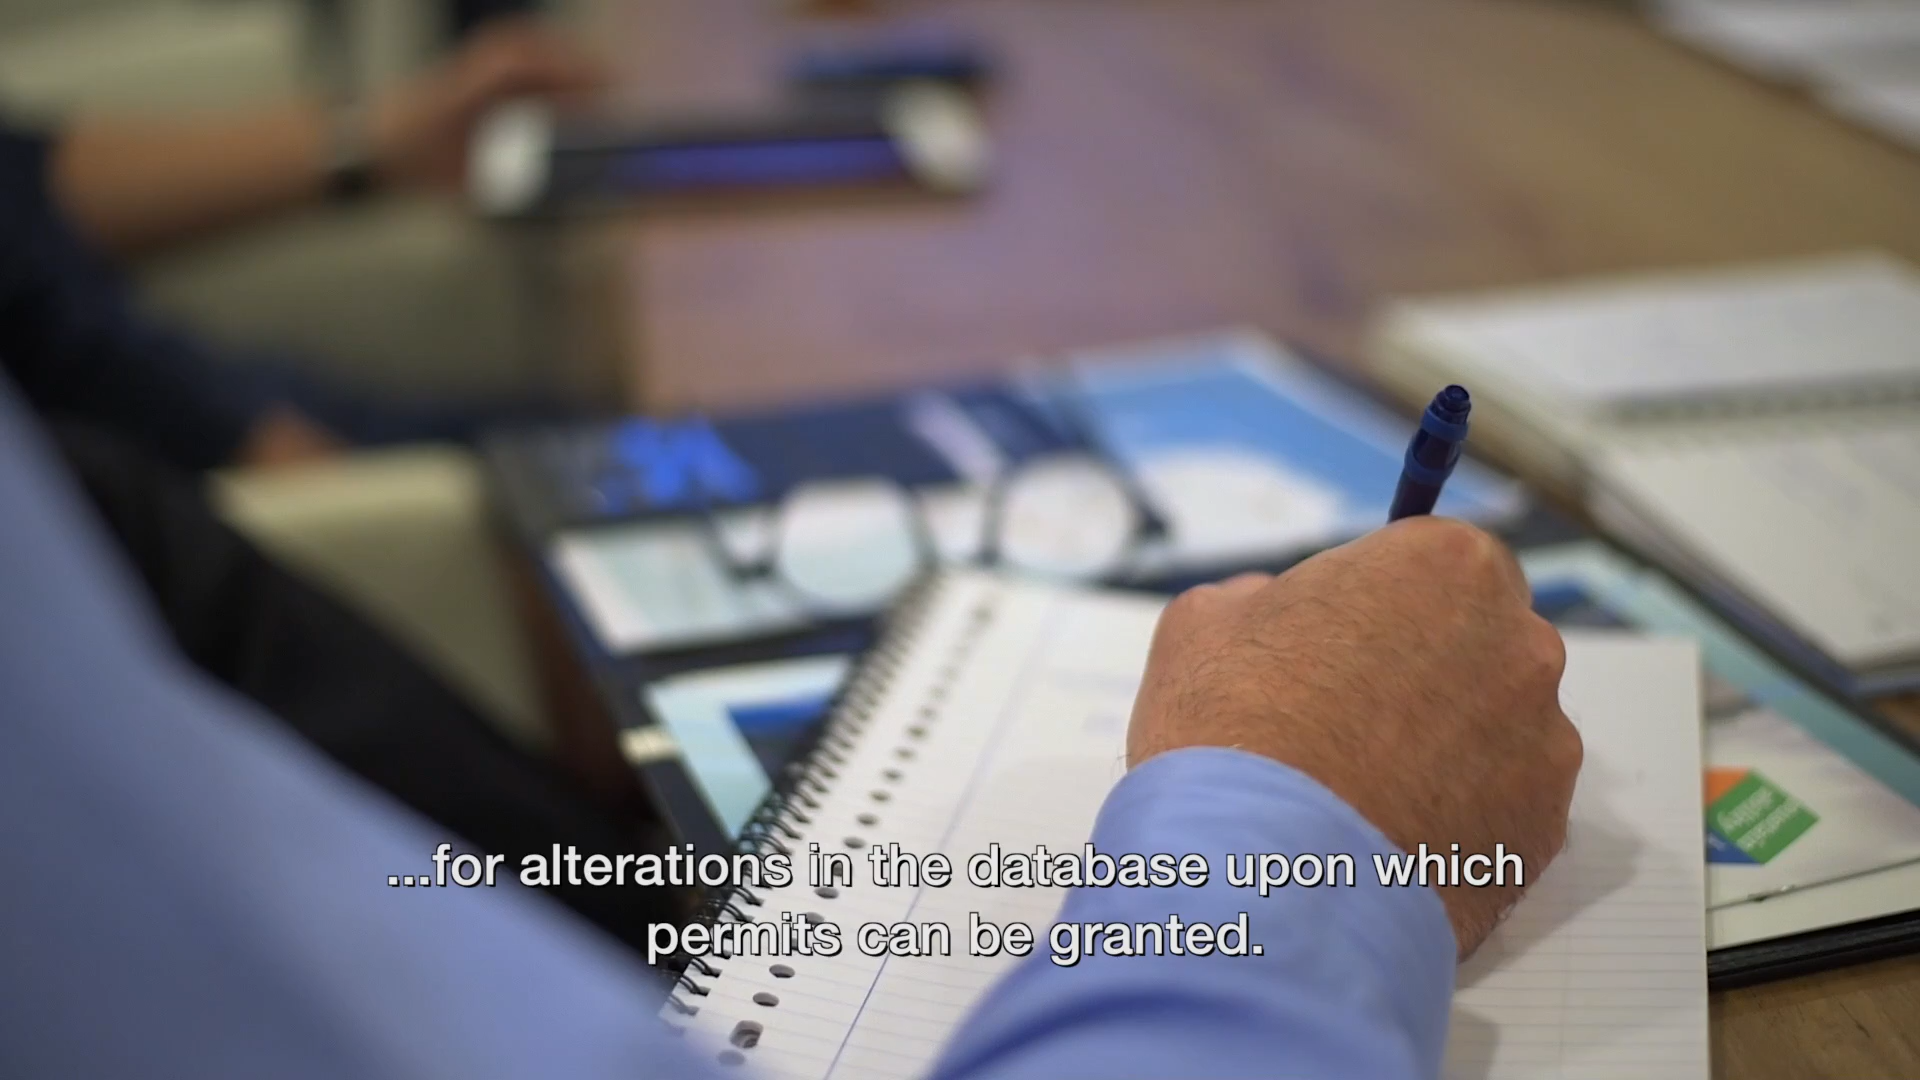 ...for alterations in the database upon which
permits can be granted.